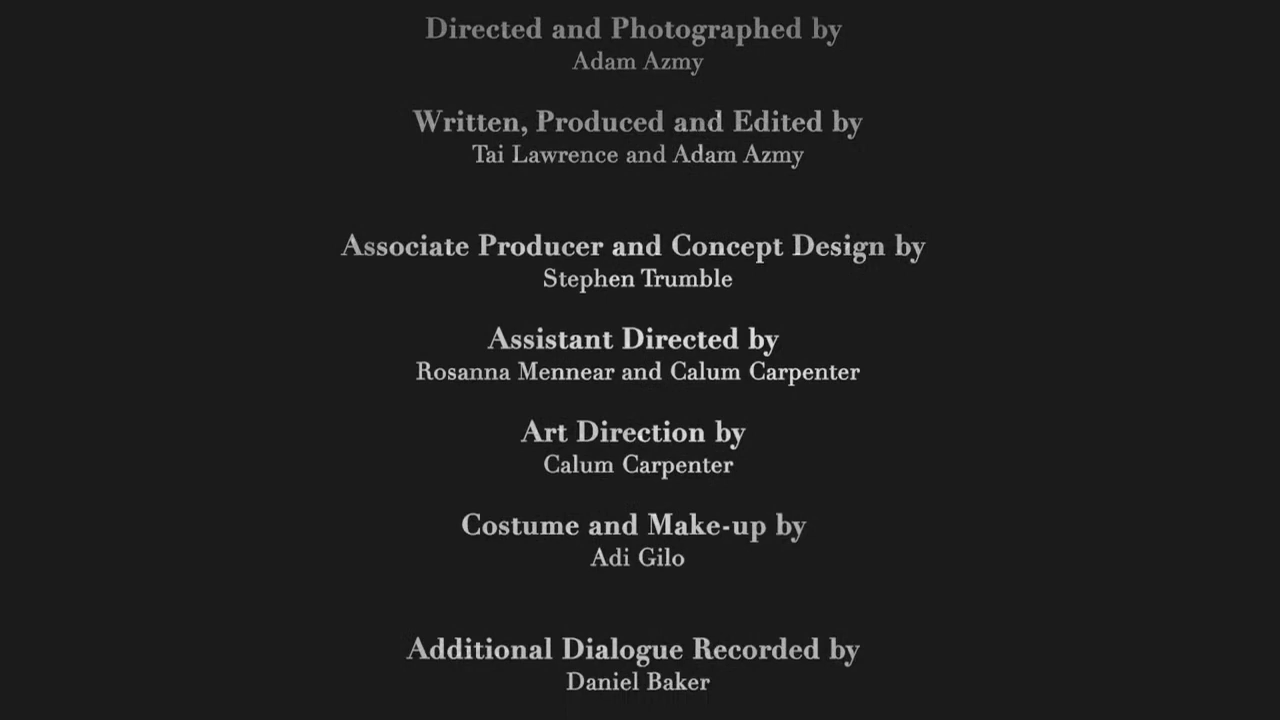 Directed and Photographed by
Adam Azmy
Written, Produced and Edited by
Tai Lawrence and Adam Azmy
Associate Producer and Concept Design by
Stephen Trumble
Assistant Directed by
Rosanna Mennear and Calum Carpenter
Art Direction by
Calum Carpenter
Costume and Make-up by
Adi Gilo
Additional Dialogue Recorded by
Daniel Baker